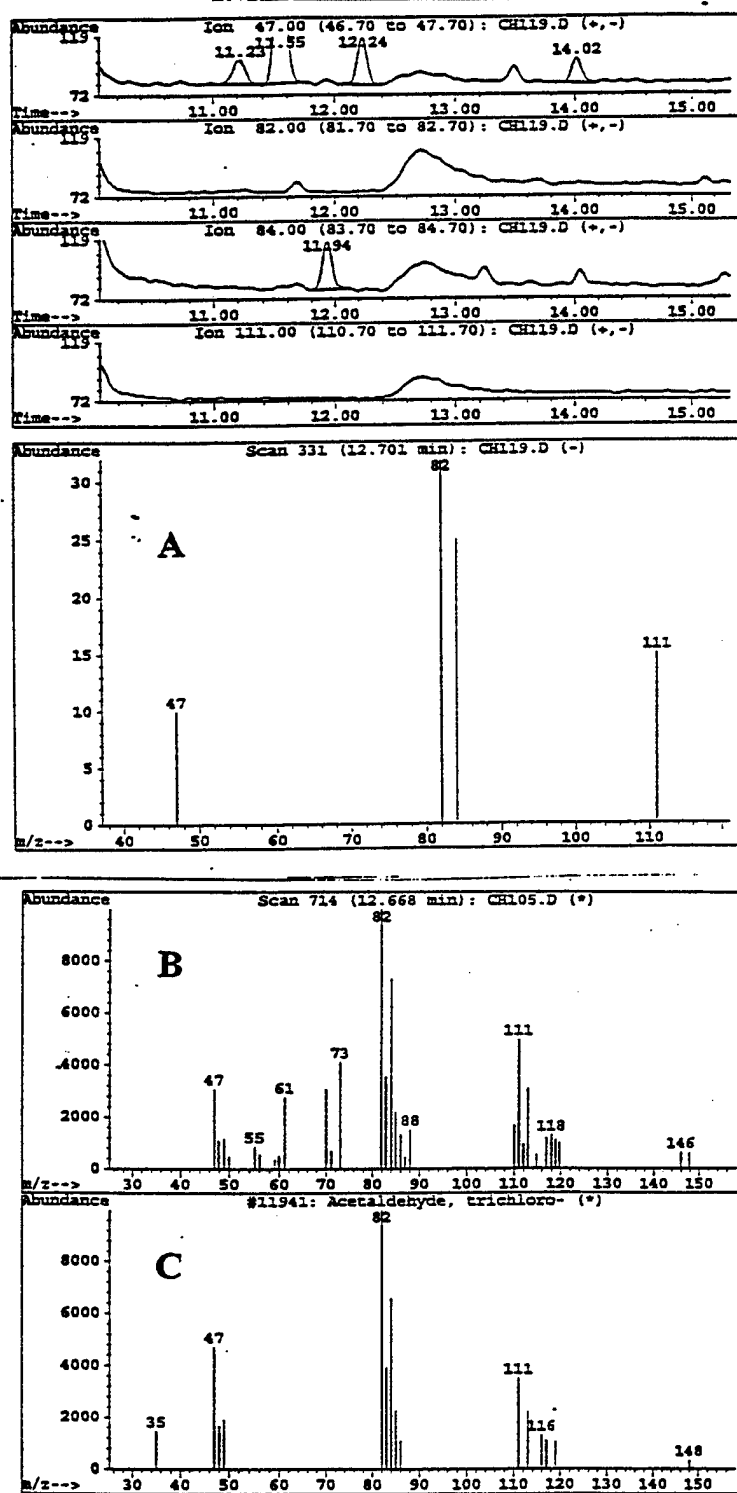 Abundance Ion 47.00 (46.70 to 47.70): CH119.D (+,-)
119 11.23 11.55 12.24 14.02
72
Time--> 11.00 12.00 13.00 14.00 15.00
Abundance Ion 82.00 (81.70 to 82.70): CH119.D (+,-)
119
72
Time--> 11.00 12.00 13.00 14.00 15.00
Abundance Ion 84.00 (83.70 to 84.70): CH119.D (+,-)
119 11.94
72
Time--> 11.00 12.00 13.00 14.00 15.00
Abundance Ion 111.00 (110.70 to 111.70): CH119.D (+,-)
119
72
Time--> 11.00 12.00 13.00 14.00 15.00
Abundance Scan 331 (12.701 min): CH119.D (-)
82
30
25
A
20
15 111
10 47
5
0
m/z--> 40 50 60 70 80 90 100 110
Abundance Scan 714 (12.668 min): CH105.D (*)
82
8000
B
6000
111
4000 73
47 61
2000
55 88 118
146
0
30 40 50 60 70 80 90 100 110 120 130 140 150
Abundance #11941: Acetaldehyde, trichloro- (*)
82
8000
C
6000
47
4000
111
2000 35 116
148
0
m/z--> 30 40 50 60 70 80 90 100 110 120 130 140 150